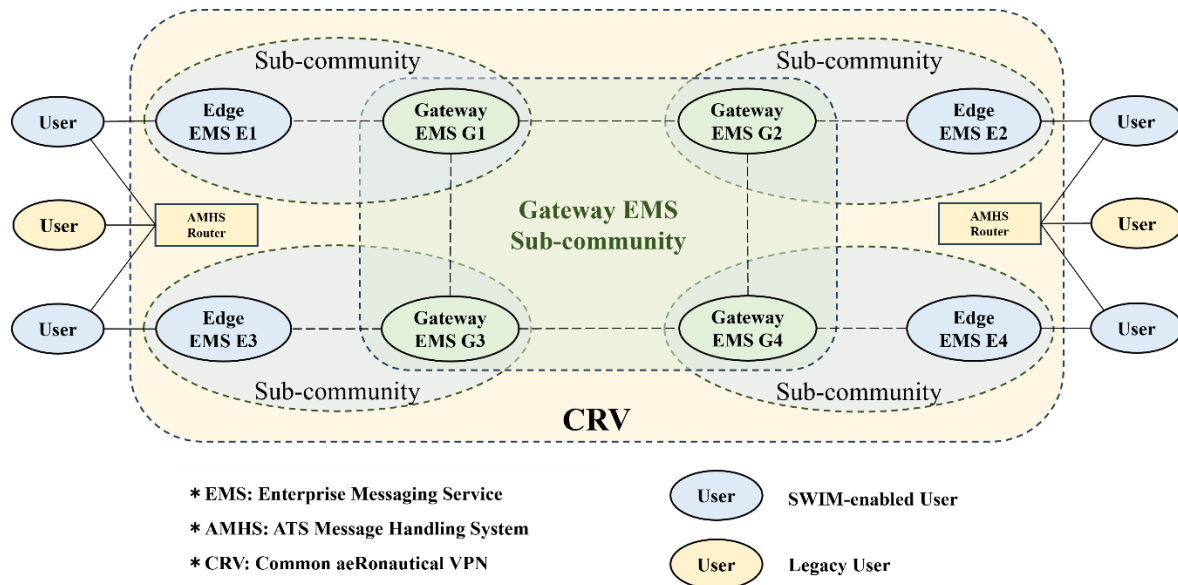 Sub-community
Sub-community
User
Edge
EMS E1
Gateway
EMS G1
Gateway
EMS G2
Edge
EMS E2
User
User
AMHS
Router
Gateway EMS
Sub-community
AMHS
Router
User
User
Edge
EMS E3
Gateway
EMS G3
Gateway
EMS G4
Edge
EMS E4
User
Sub-community
Sub-community
CRV
* EMS: Enterprise Messaging Service
* AMHS: ATS Message Handling System
* CRV: Common aeRonautical VPN
User
SWIM-enabled User
User
Legacy User